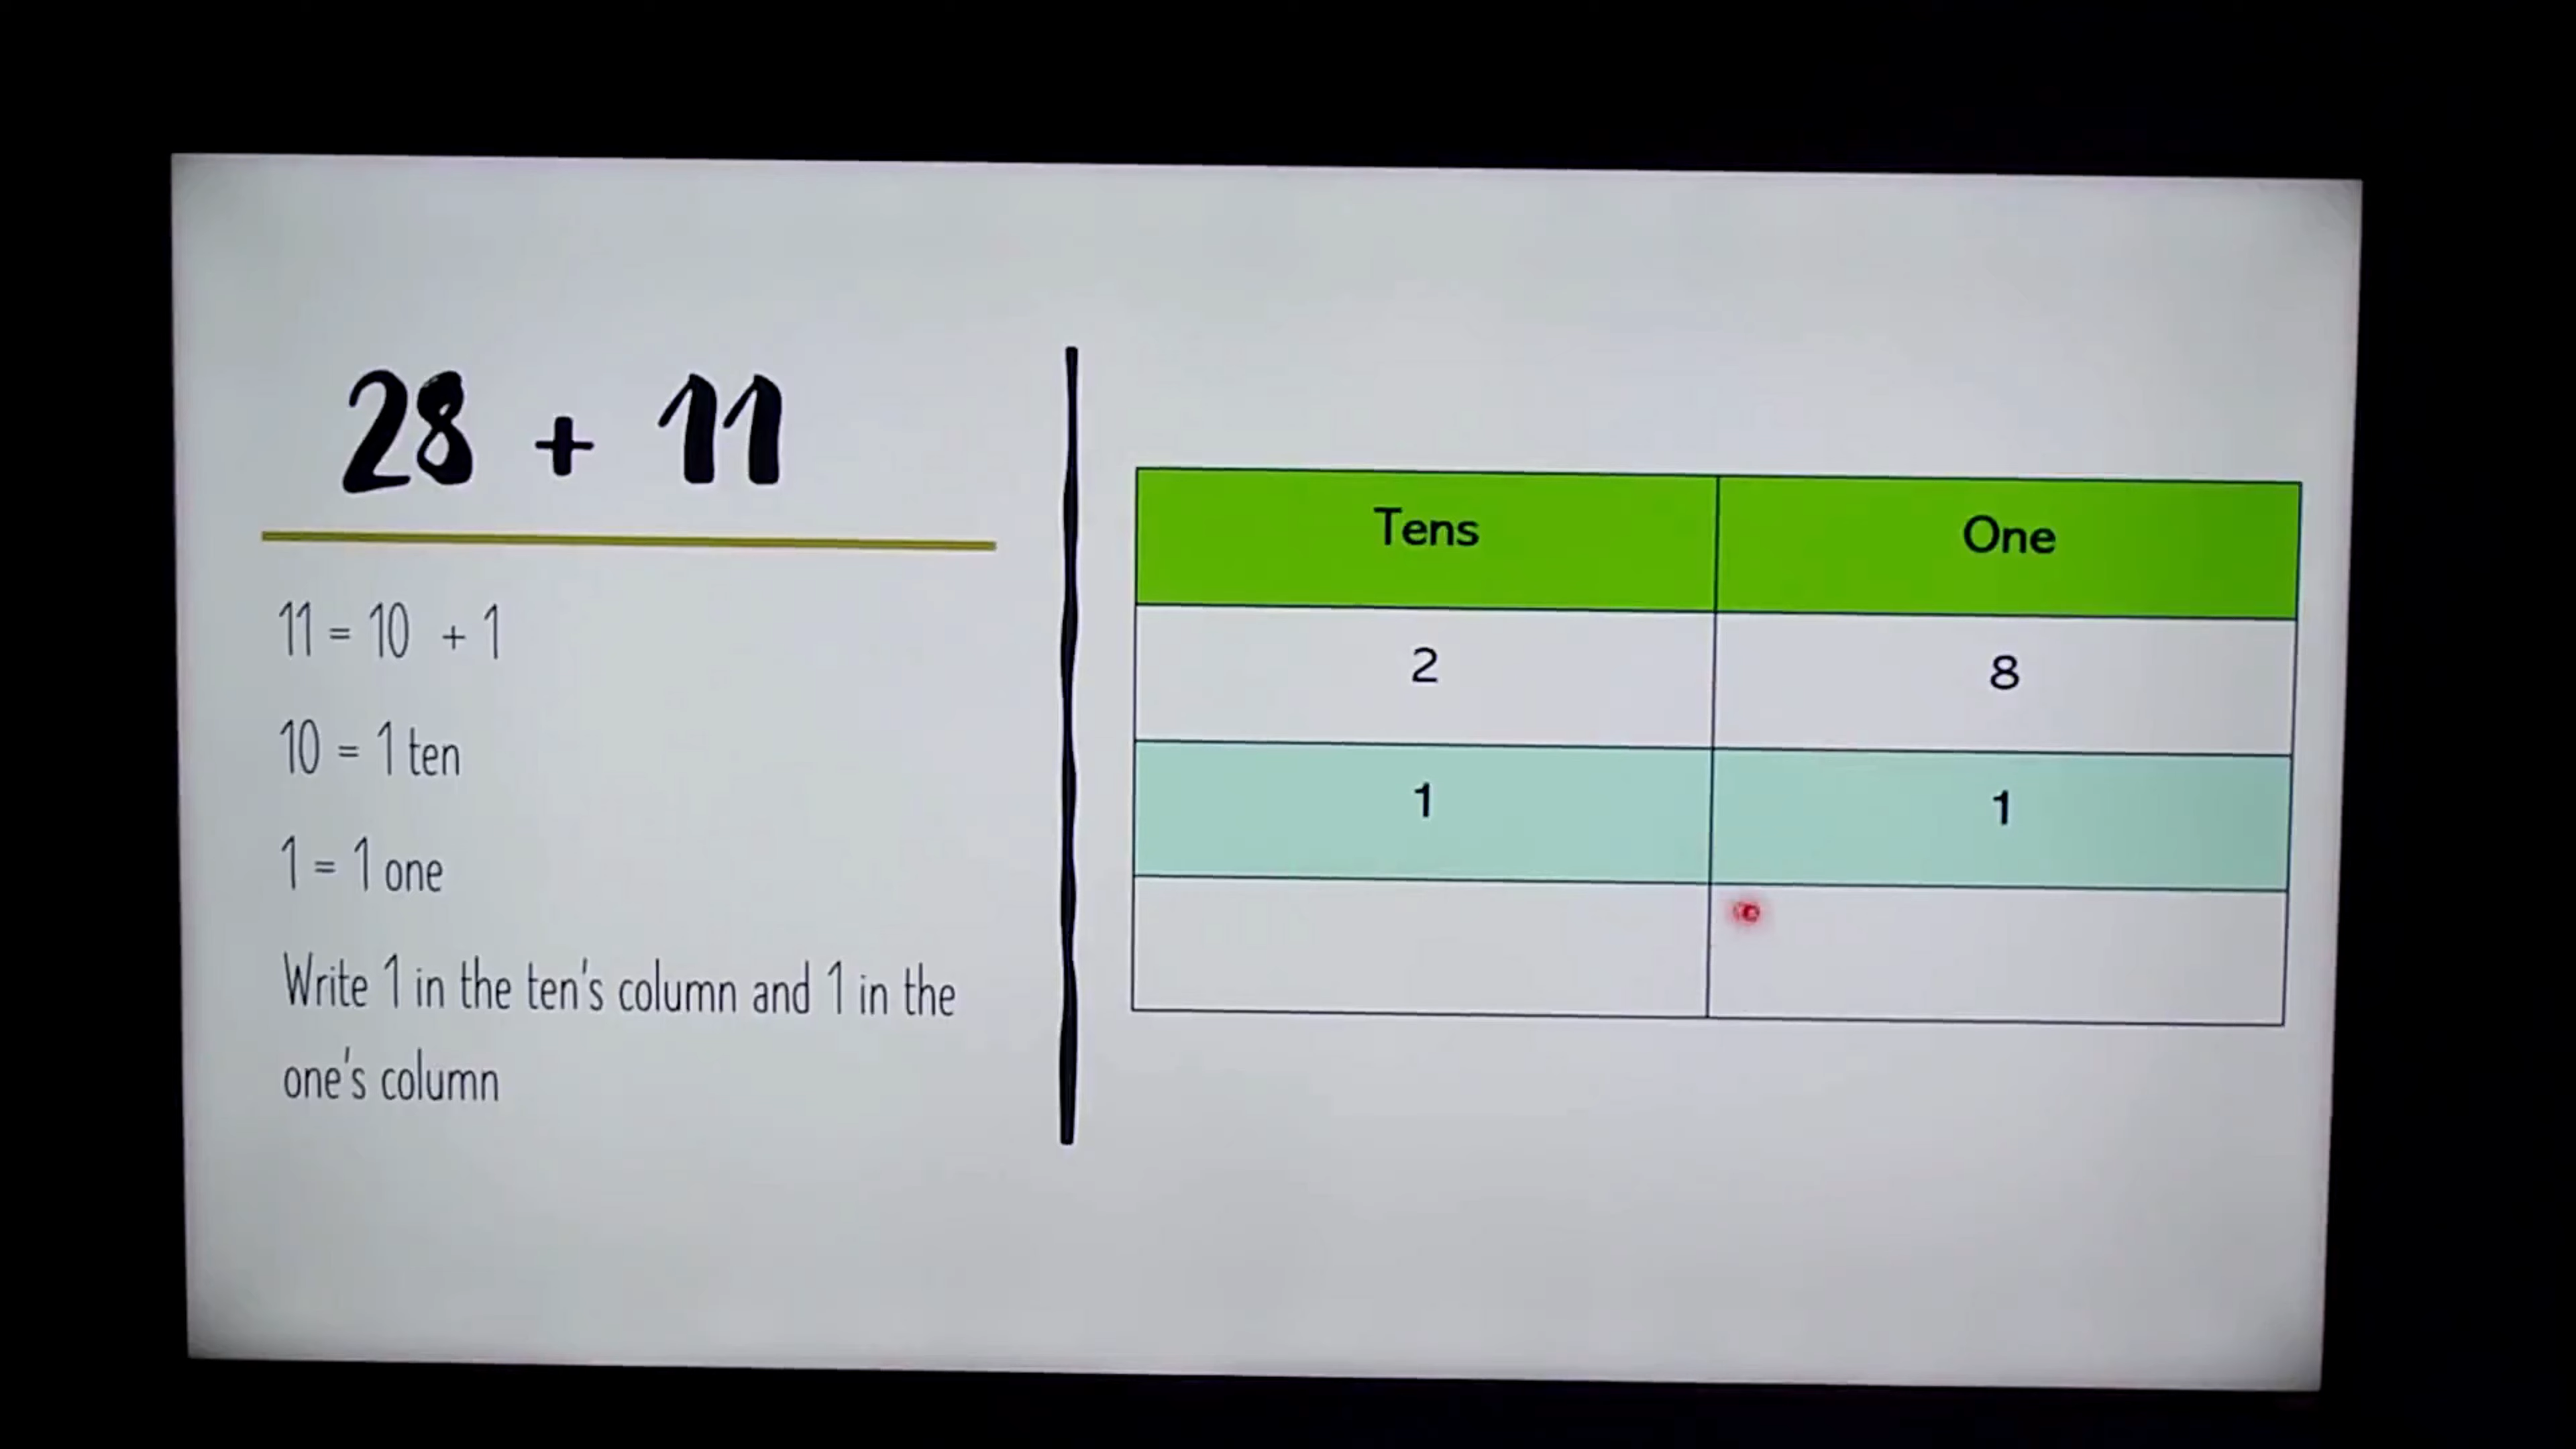 28 + 11
11 = 10 + 1
10 = 1 ten
1 = 1 one
Write 1 in the ten's column and 1 in the
one's column
Tens One
2 8
1 1